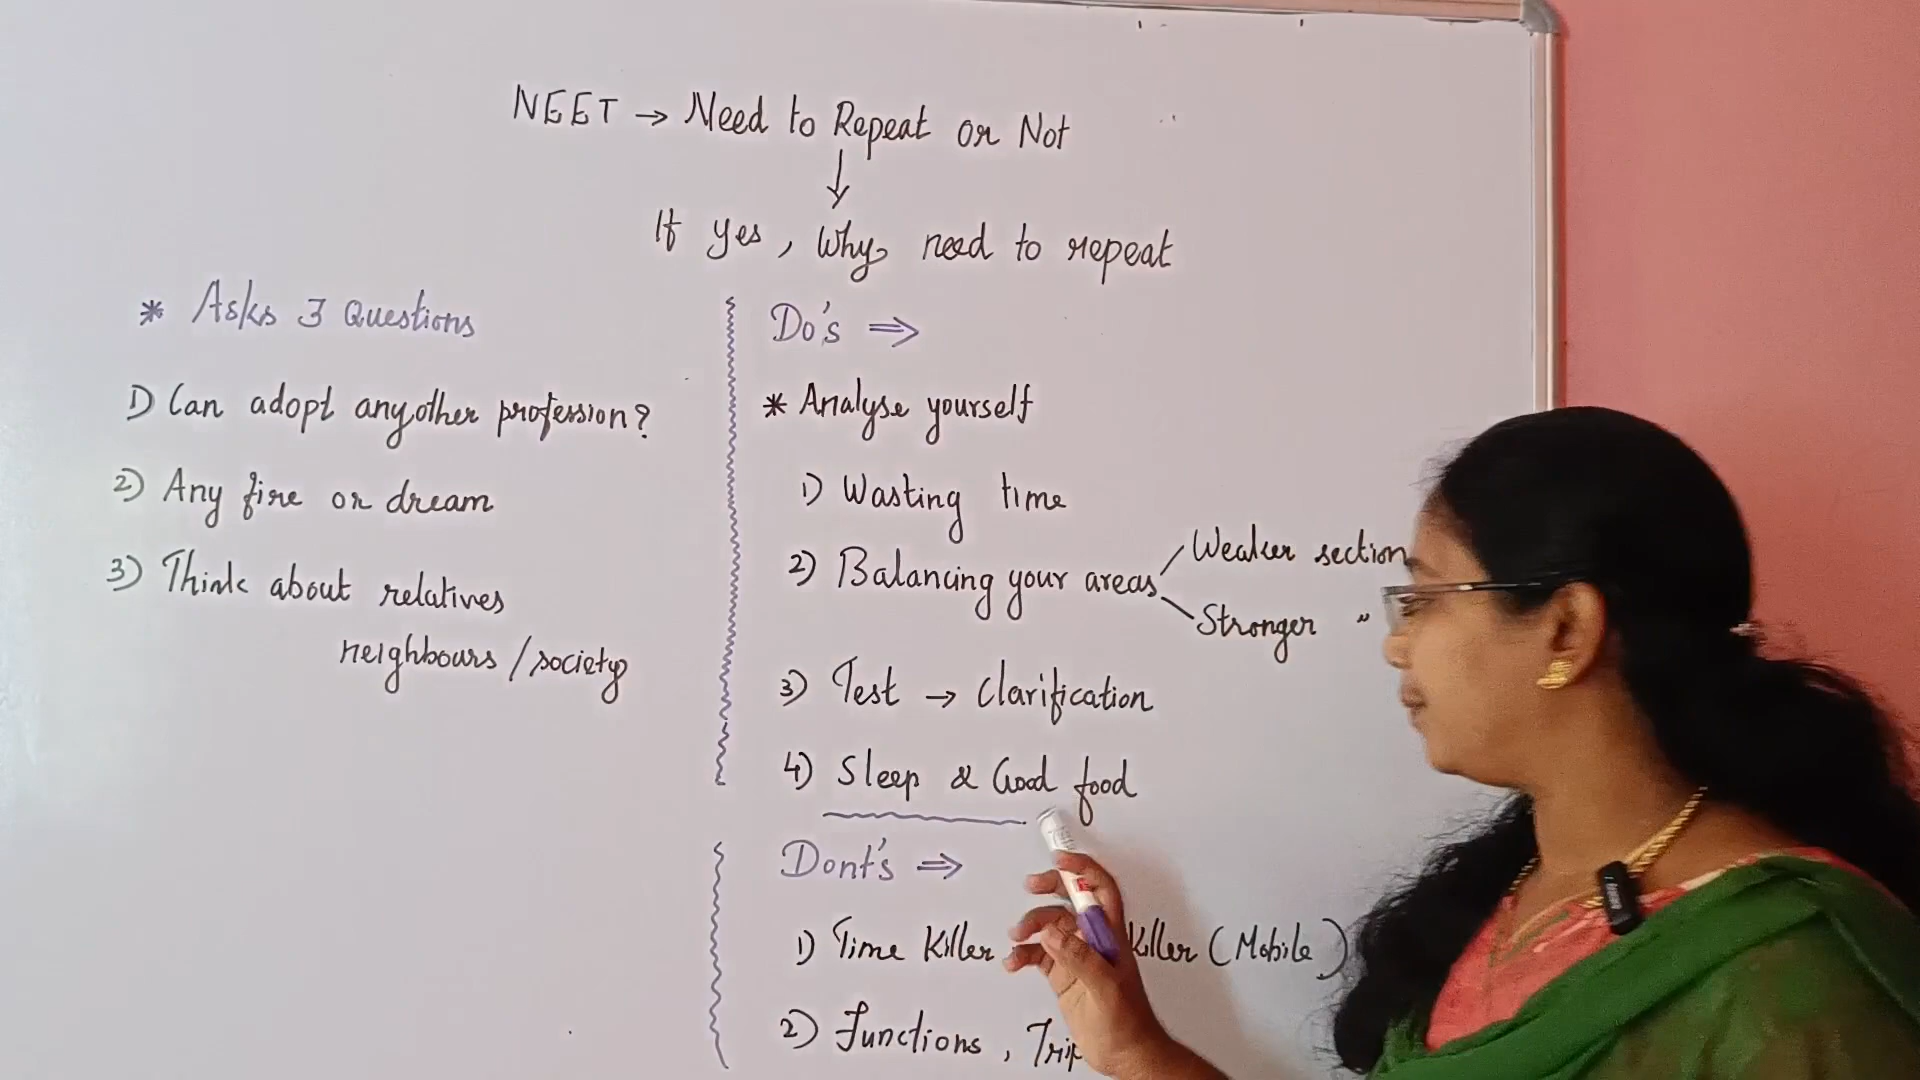 NEET → Need to Repeat or Not
↓
If yes, Why need to repeat
* Asks 3 Questions
1) Can adopt anyother profession?
2) Any fire or dream
3) Think about relatives
neighbours / society
Do's ⇒
* Analyse yourself
1) Wasting time
2) Balancing your areas
Weaker section
Stronger "
3) Test → Clarification
4) Sleep & Good food
Dont's ⇒
1) Time Killer Killer (Mobile)
2) Functions,